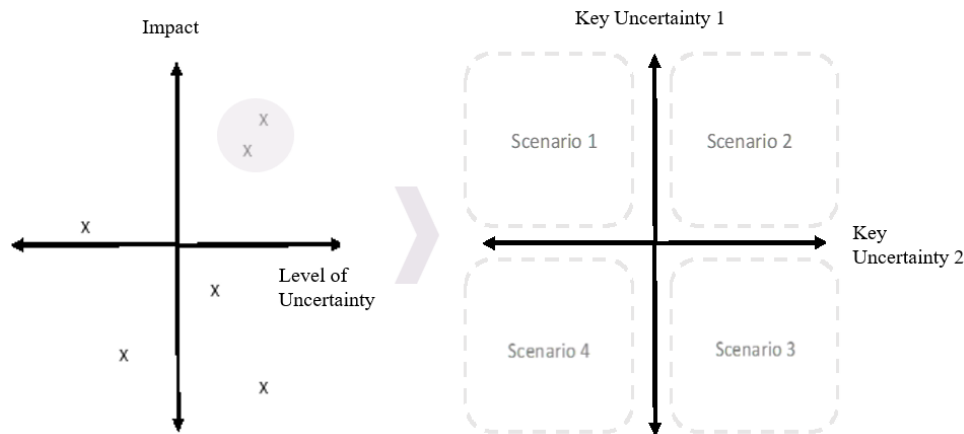 Impact
X
X
X
Level of
Uncertainty
X
X
X
Key Uncertainty 1
Scenario 1
Scenario 2
Key
Uncertainty 2
Scenario 4
Scenario 3